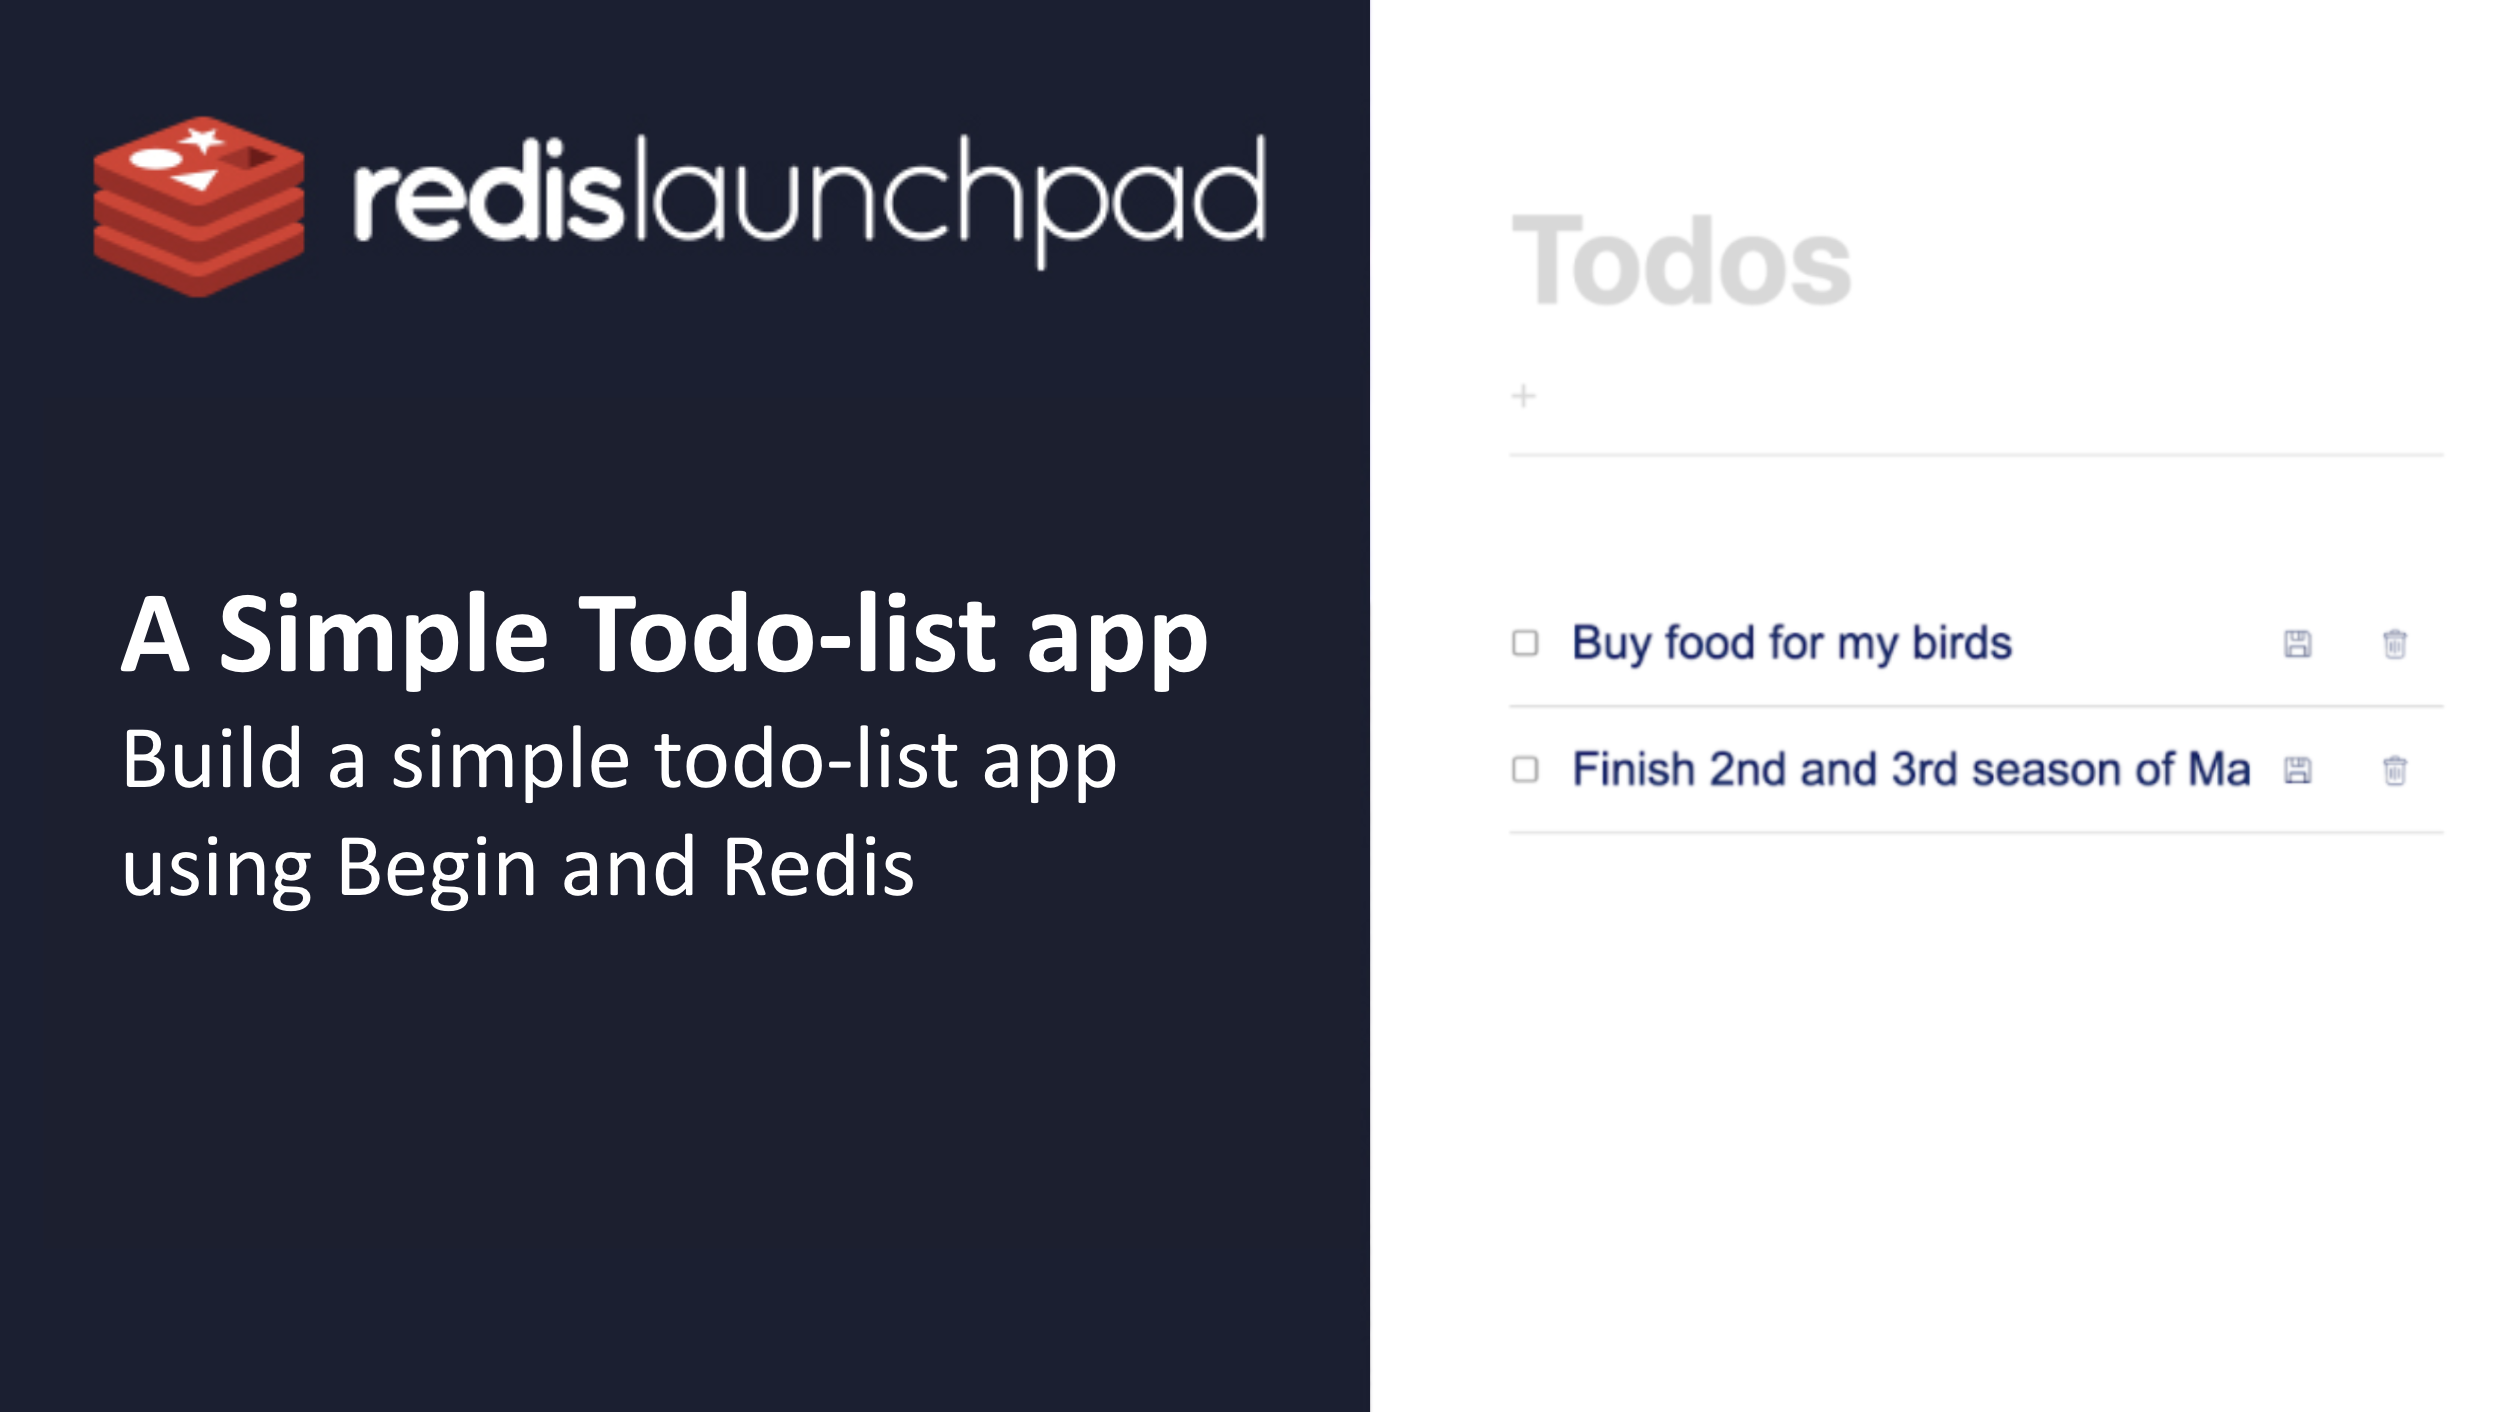 redislaunchpad
A Simple Todo-list app
Build a simple todo-list app
using Begin and Redis
Todos
+
Buy food for my birds
Finish 2nd and 3rd season of Ma